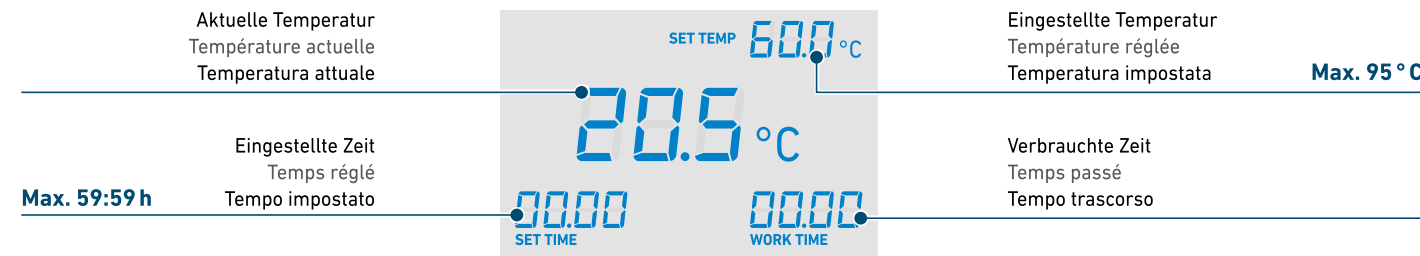 Aktuelle Temperatur
Température actuelle
Temperatura attuale
Eingestellte Zeit
Temps réglé
Max. 59:59 h
Tempo impostato
SET TEMP 60.0 °C
20.5 °C
00.00
SET TIME
00.00
WORK TIME
Eingestellte Temperatur
Température réglée
Temperatura impostata
Max. 95 °C
Verbrauchte Zeit
Temps passé
Tempo trascorso